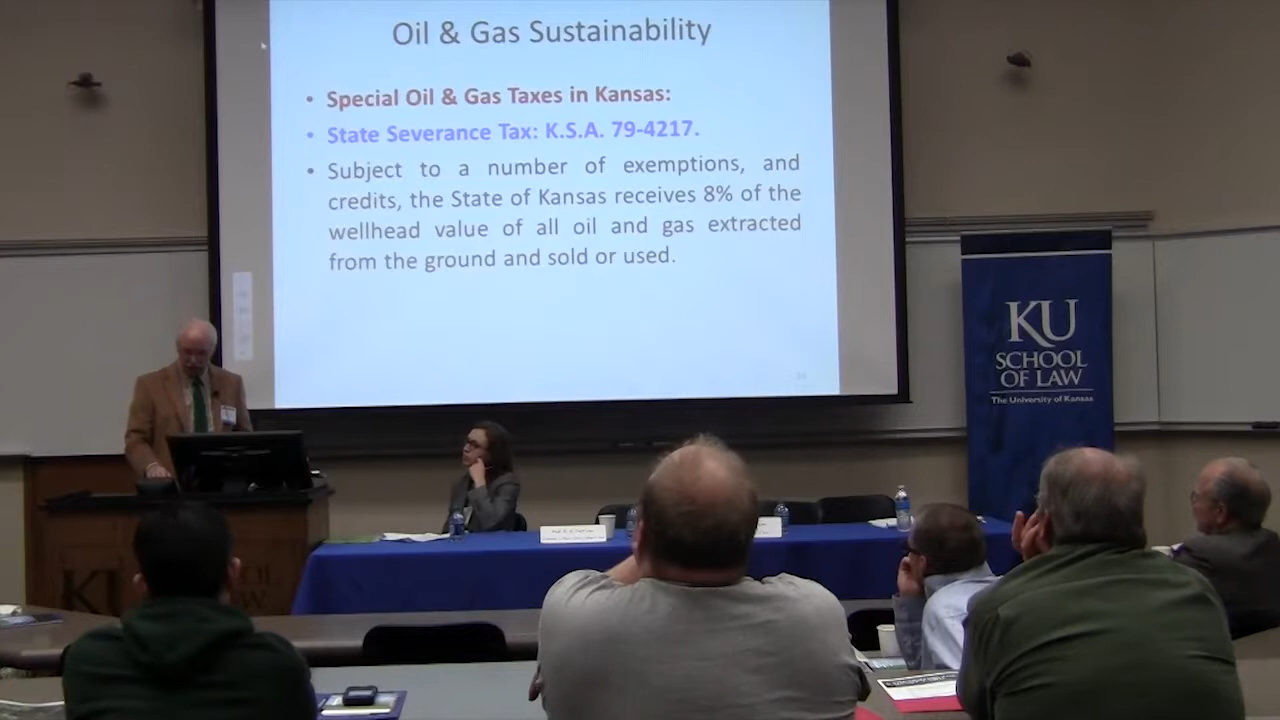 Oil & Gas Sustainability
• Special Oil & Gas Taxes in Kansas:
• State Severance Tax: K.S.A. 79-4217.
• Subject to a number of exemptions, and
credits, the State of Kansas receives 8% of the
wellhead value of all oil and gas extracted
from the ground and sold or used.
KU
SCHOOL
OF LAW
The University of Kansas
KU